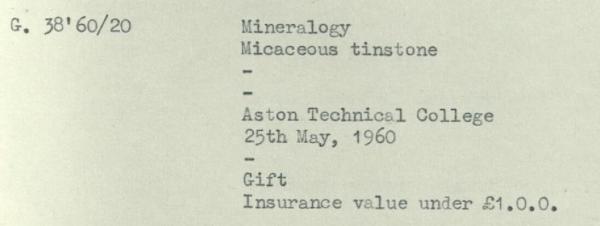 G. 38'60/20 Mineralogy
Micaceous tinstone
-
-
Aston Technical College
25th May, 1960
-
Gift
Insurance value under £1.0.0.